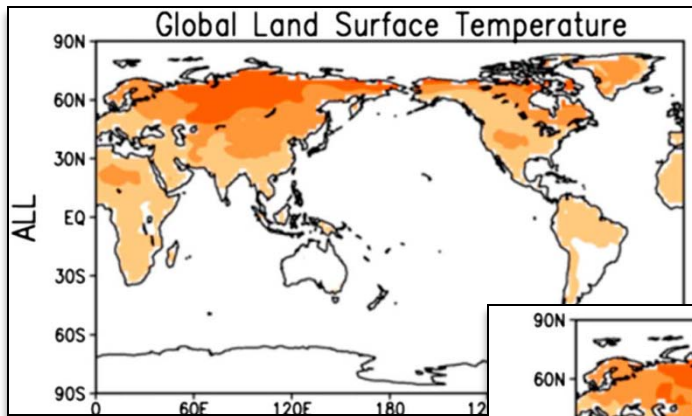 Global Land Surface Temperature
90N
60N
30N
EQ
30S
60S
90S
ALL
0 60E 120E 180
90N
60N